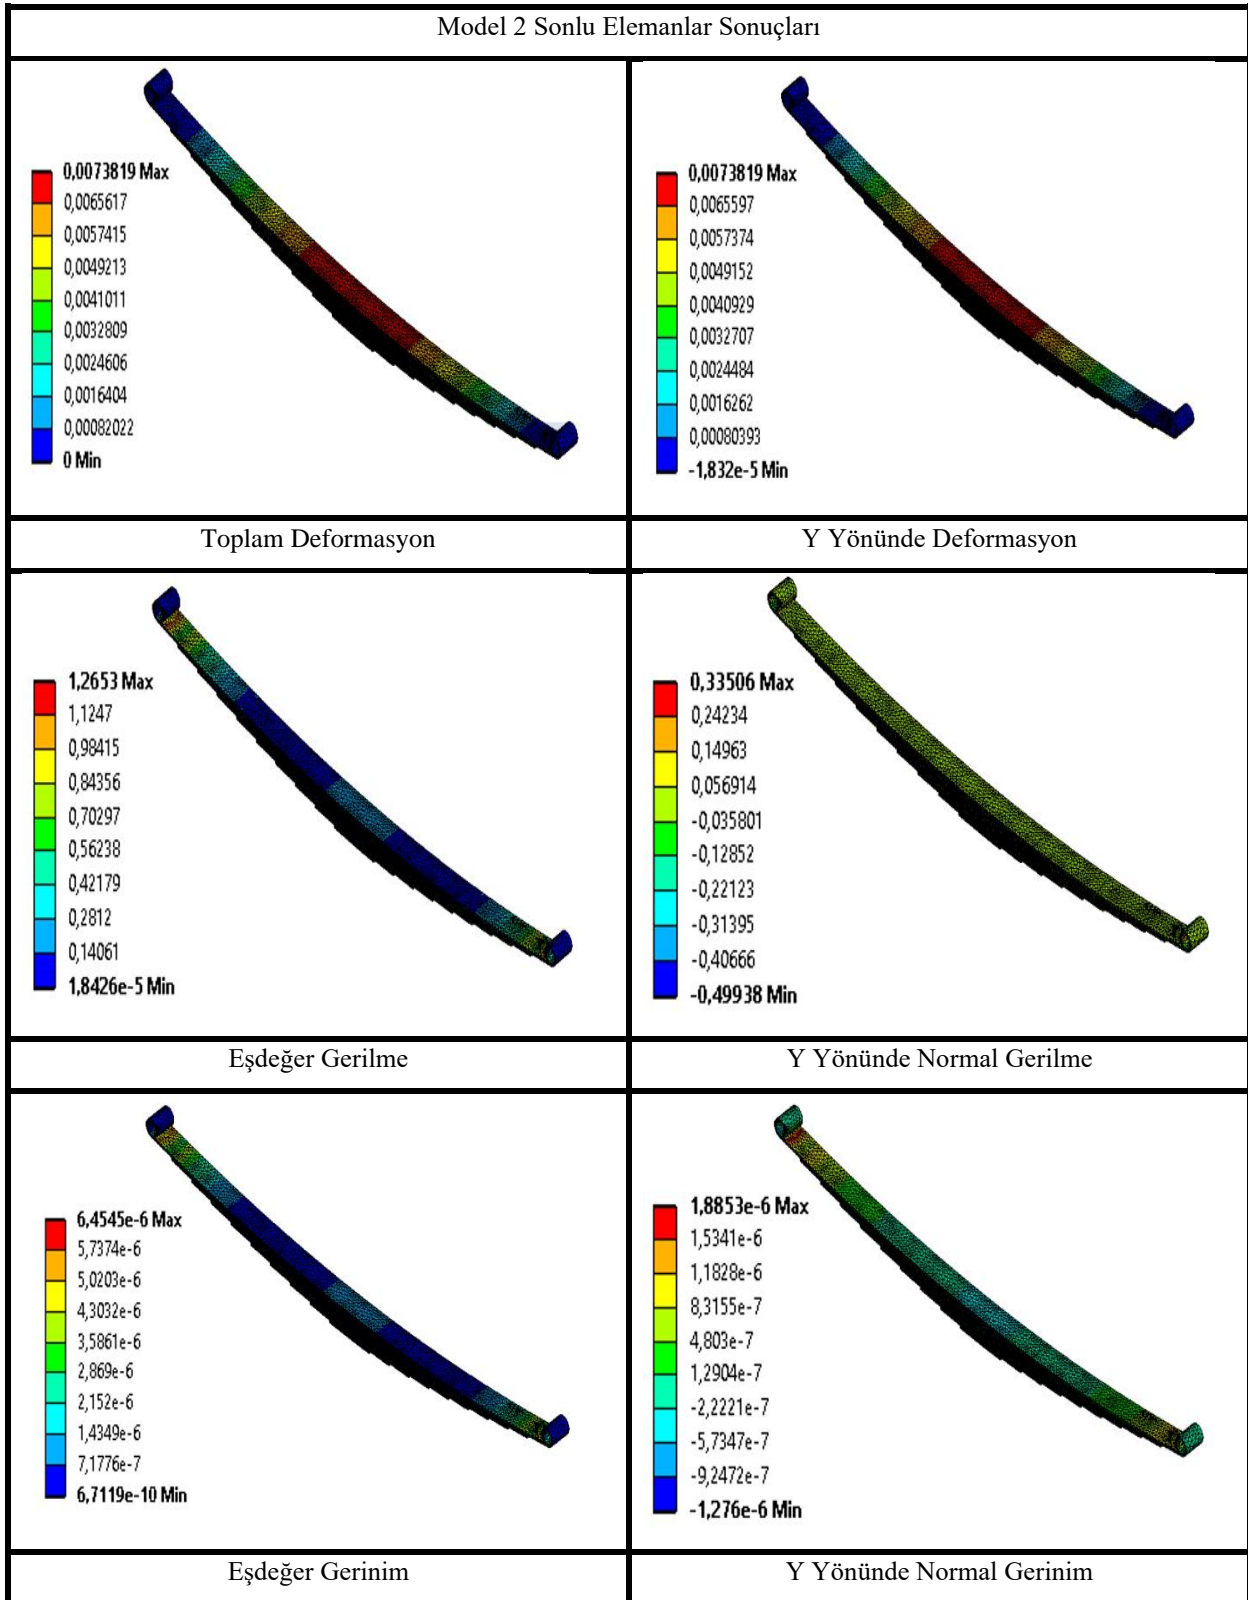 Model 2 Sonlu Elemanlar Sonuçları
0,0073819 Max
0,0065617
0,0057415
0,0049213
0,0041011
0,0032809
0,0024606
0,0016404
0,00082022
0 Min
0,0073819 Max
0,0065597
0,0057374
0,0049152
0,0040929
0,0032707
0,0024484
0,0016262
0,00080393
-1,832e-5 Min
Toplam Deformasyon
Y Yönünde Deformasyon
1,2653 Max
1,1247
0,98415
0,84356
0,70297
0,56238
0,42179
0,2812
0,14061
1,8426e-5 Min
0,33506 Max
0,24234
0,14963
0,056914
-0,035801
-0,12852
-0,22123
-0,31395
-0,40666
-0,49938 Min
Eşdeğer Gerilme
Y Yönünde Normal Gerilme
6,4545e-6 Max
5,7374e-6
5,0203e-6
4,3032e-6
3,5861e-6
2,869e-6
2,152e-6
1,4349e-6
7,1776e-7
6,7119e-10 Min
1,8853e-6 Max
1,5341e-6
1,1828e-6
8,3155e-7
4,803e-7
1,2904e-7
-2,2221e-7
-5,7347e-7
-9,2472e-7
-1,276e-6 Min
Eşdeğer Gerinim
Y Yönünde Normal Gerinim